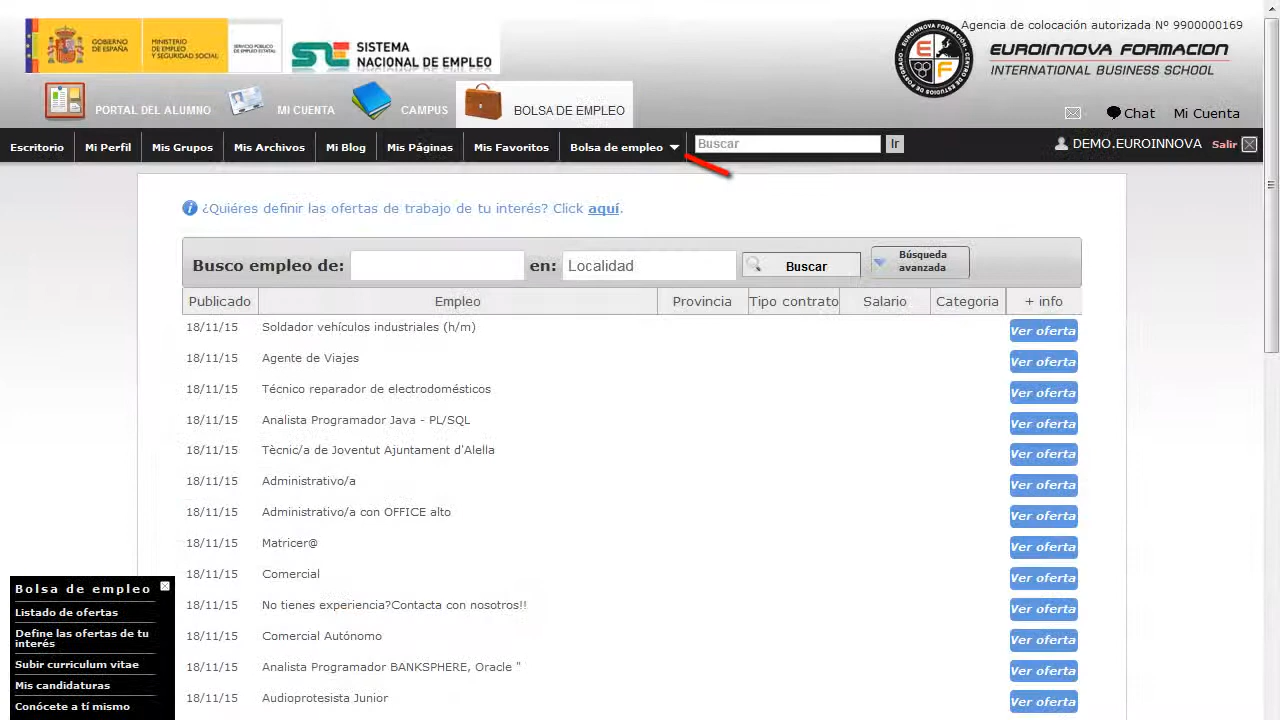 Agencia de colocación autorizada Nº 9900000169
GOBIERNO DE ESPAÑA
MINISTERIO DE EMPLEO Y SEGURIDAD SOCIAL
SERVICIO PÚBLICO DE EMPLEO ESTATAL
SISTEMA NACIONAL DE EMPLEO
EUROINNOVA FORMACION
INTERNATIONAL BUSINESS SCHOOL
PORTAL DEL ALUMNO
MI CUENTA
CAMPUS
BOLSA DE EMPLEO
Chat
Mi Cuenta
Escritorio
Mi Perfil
Mis Grupos
Mis Archivos
Mi Blog
Mis Páginas
Mis Favoritos
Bolsa de empleo
Buscar
Ir
DEMO.EUROINNOVA
Salir
¿Quiéres definir las ofertas de trabajo de tu interés? Click aquí.
Busco empleo de:
en:
Localidad
Buscar
Búsqueda avanzada
Publicado Empleo Provincia Tipo contrato Salario Categoria + info
18/11/15 Soldador vehículos industriales (h/m) Ver oferta
18/11/15 Agente de Viajes Ver oferta
18/11/15 Técnico reparador de electrodomésticos Ver oferta
18/11/15 Analista Programador Java - PL/SQL Ver oferta
18/11/15 Tècnic/a de Joventut Ajuntament d'Alella Ver oferta
18/11/15 Administrativo/a Ver oferta
18/11/15 Administrativo/a con OFFICE alto Ver oferta
18/11/15 Matricer@ Ver oferta
18/11/15 Comercial Ver oferta
18/11/15 No tienes experiencia?Contacta con nosotros!! Ver oferta
18/11/15 Comercial Autónomo Ver oferta
18/11/15 Analista Programador BANKSPHERE, Oracle " Ver oferta
18/11/15 Audioprotesista Junior Ver oferta
Bolsa de empleo
Listado de ofertas
Define las ofertas de tu
interés
Subir curriculum vitae
Mis candidaturas
Conócete a tí mismo